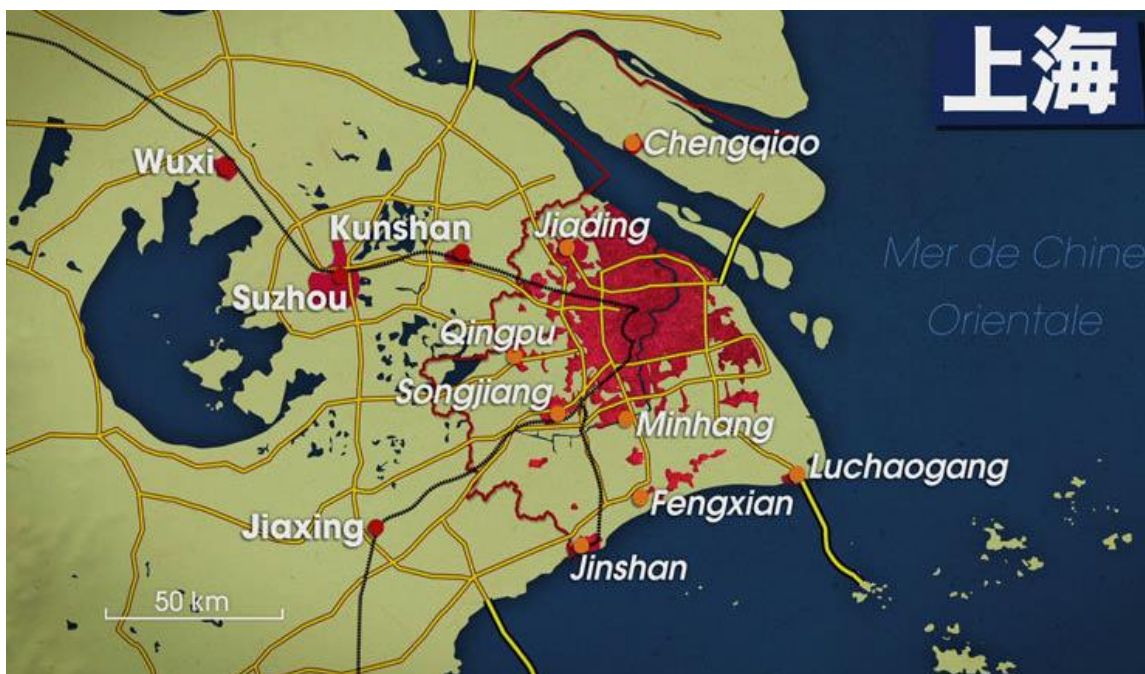 上海
Chengqiao
Wuxi
Kunshan
Jiading
Mer de Chine
Orientale
Suzhou
Qingpu
Songjiang
Minhang
Luchaogang
Fengxian
Jiaxing
Jinshan
50 km